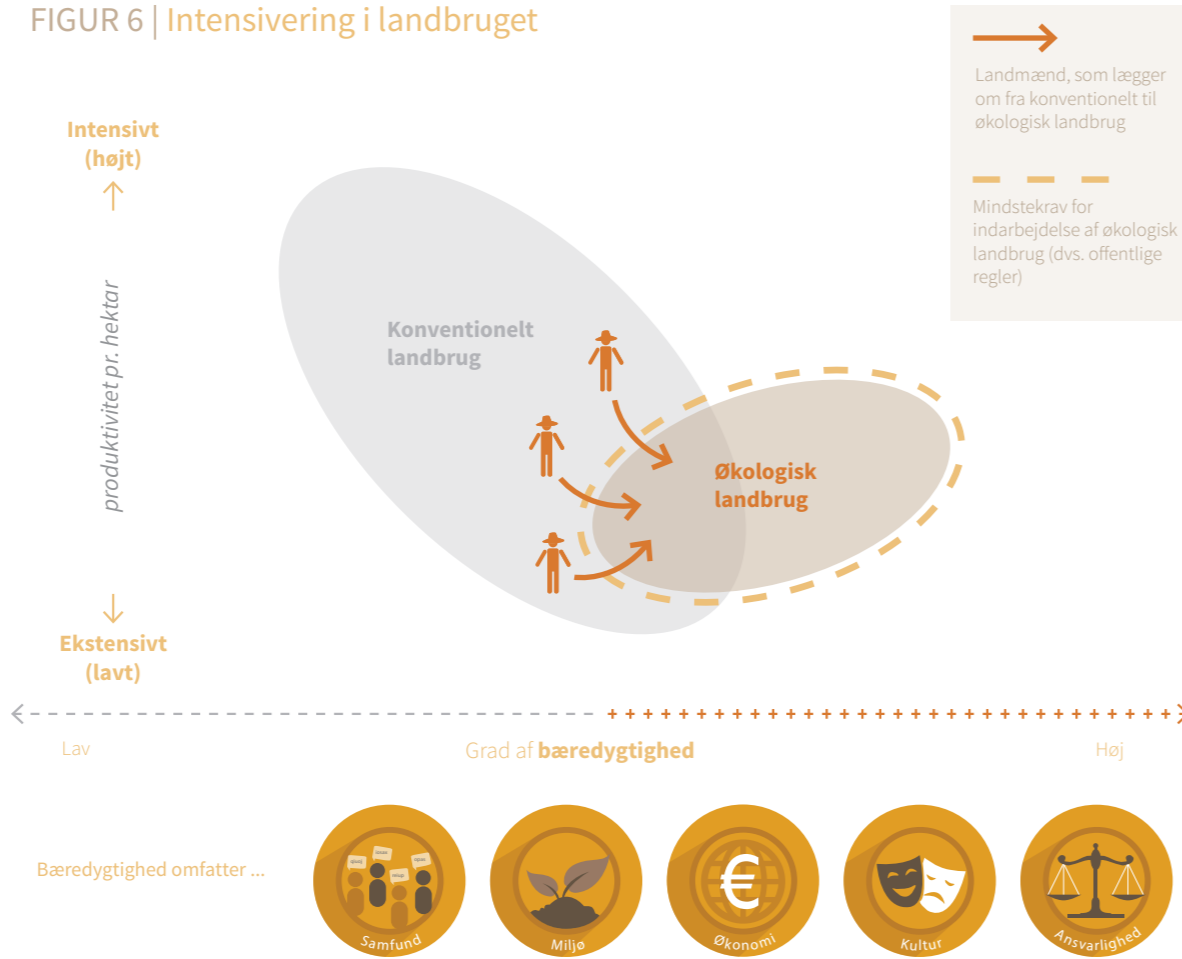 FIGUR 6 | Intensivering i landbruget
Landmænd, som lægger
om fra konventionelt til
økologisk landbrug
Mindstekrav for
indarbejdelse af økologisk
landbrug (dvs. offentlige
regler)
Intensivt
(højt)
produktivitet pr. hektar
Ekstensivt
(lavt)
Konventionelt
landbrug
Økologisk
landbrug
Lav
Grad af bæredygtighed
Høj
Bæredygtighed omfatter ...
Samfund
Miljø
Økonomi
€
Kultur
Ansvarlighed